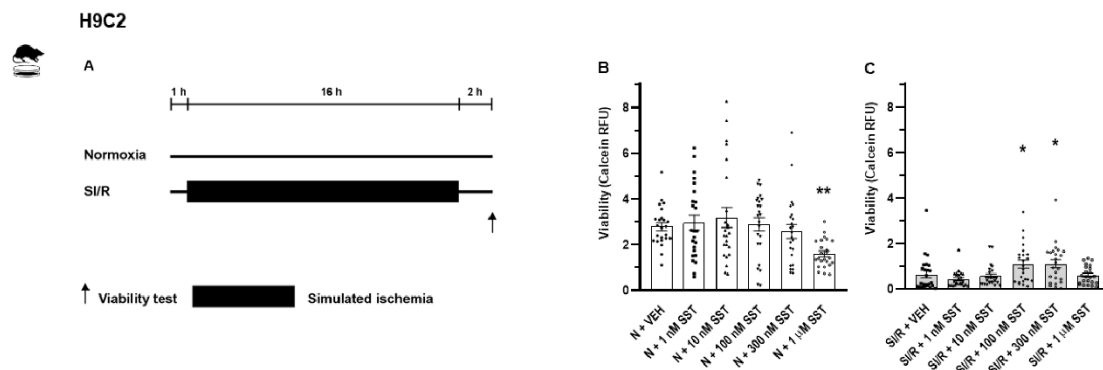 H9C2
A
1 h 16 h 2 h
Normoxia
SI/R
Viability test Simulated ischemia
B
Viability (Calcein RFU)
8
6
4
2
0
**
N + VEH
N + 1 nM SST
N + 10 nM SST
N + 100 nM SST
N + 300 nM SST
N + 1 μM SST
C
Viability (Calcein RFU)
8
6
4
2
0
* *
SI/R + VEH
SI/R + 1 nM SST
SI/R + 10 nM SST
SI/R + 100 nM SST
SI/R + 300 nM SST
SI/R + 1 μM SST